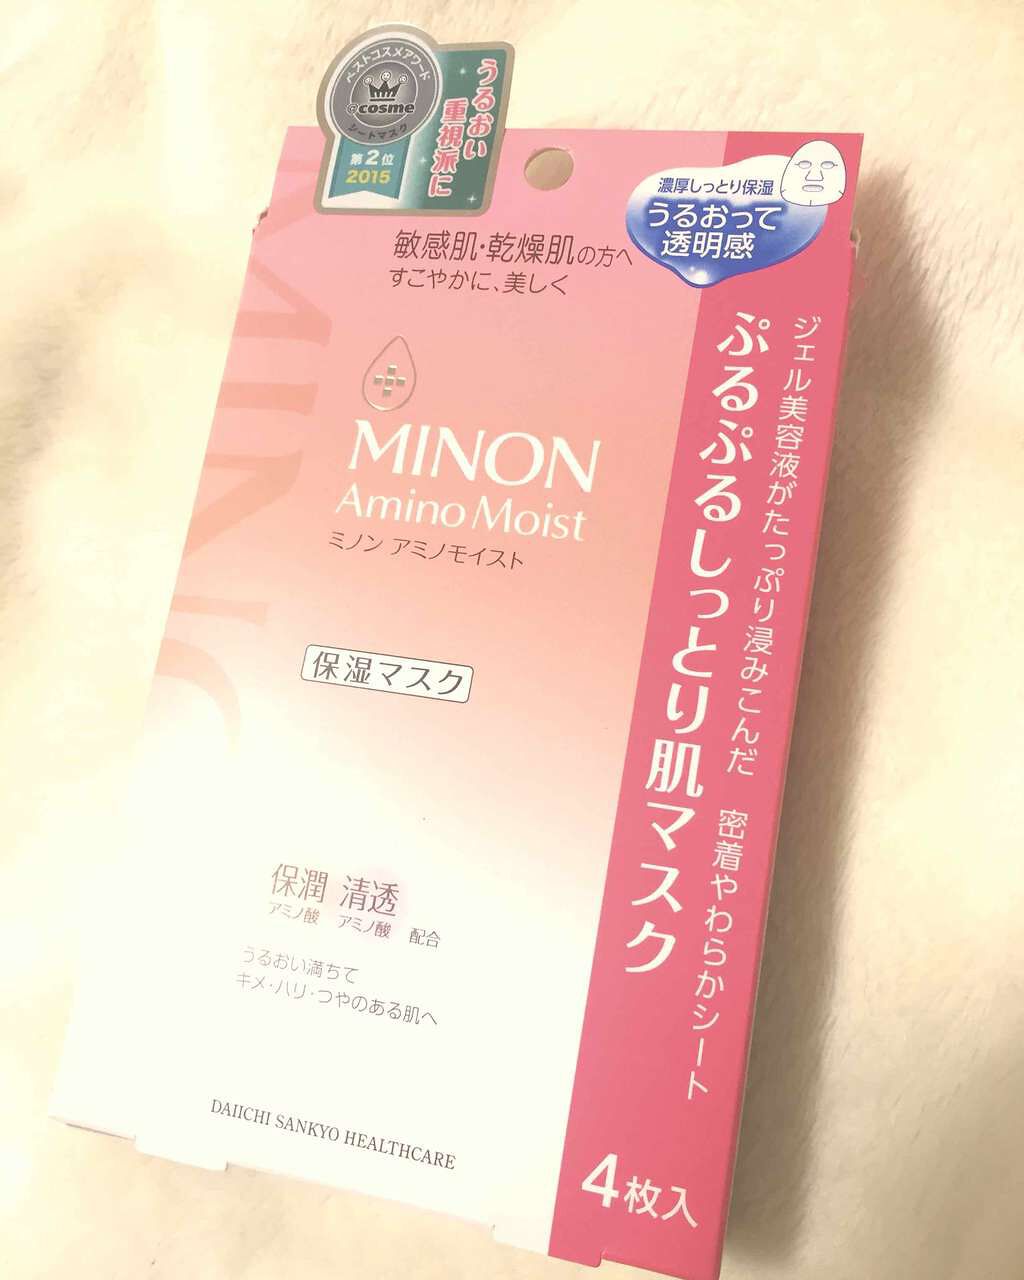 ベストコスメアワード
@cosme
シートマスク
第2位
2015
うるおい
重視派に
濃厚しっとり保湿
うるおって
透明感
敏感肌・乾燥肌の方へ
すこやかに、美しく
MINON
Amino Moist
ミノン アミノモイスト
保湿マスク
ジェル美容液がたっぷり浸みこんだ 密着やわらかシート
ぷるぷるしっとり肌マスク
保潤 清透
アミノ酸 アミノ酸 配合
うるおい満ちて
キメ・ハリ・つやのある肌へ
DAIICHI SANKYO HEALTHCARE
4枚入
MINON